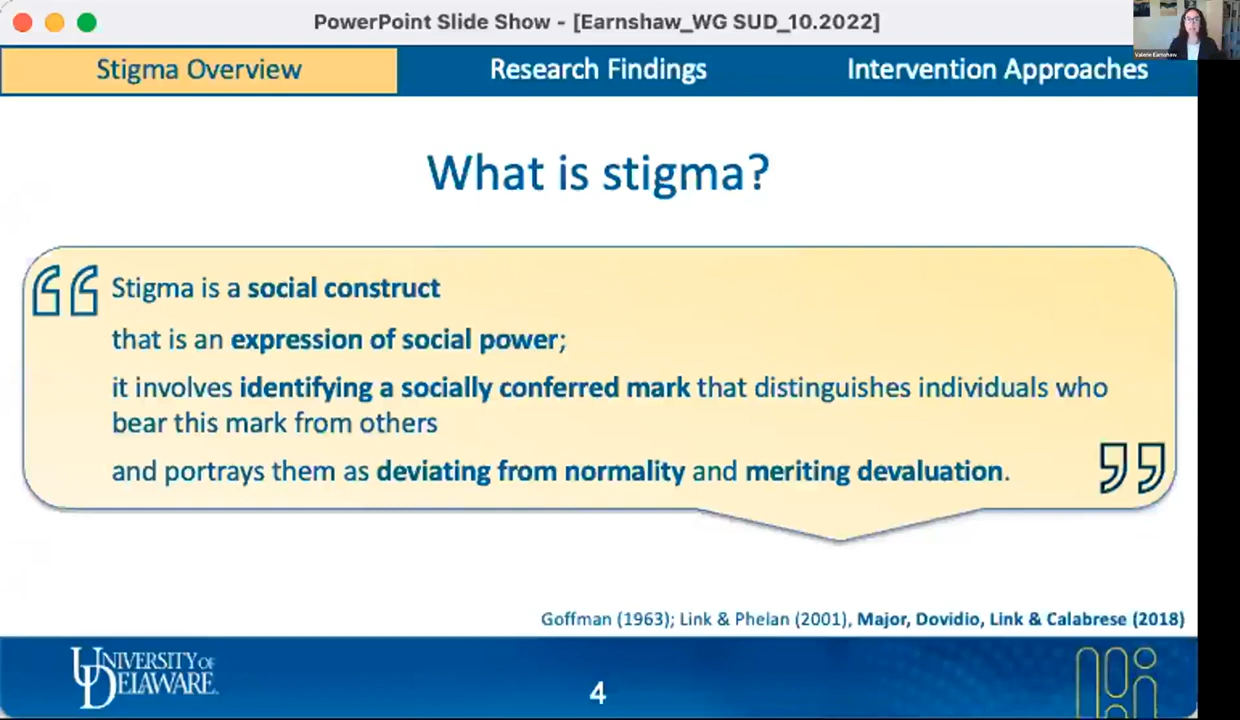 PowerPoint Slide Show - [Earnshaw_WG SUD_10.2022]
Valerie Earnshaw
Stigma Overview
Research Findings
Intervention Approaches
What is stigma?
Stigma is a social construct
that is an expression of social power;
it involves identifying a socially conferred mark that distinguishes individuals who
bear this mark from others
and portrays them as deviating from normality and meriting devaluation.
Goffman (1963); Link & Phelan (2001), Major, Dovidio, Link & Calabrese (2018)
UNIVERSITY OF
DELAWARE.
4